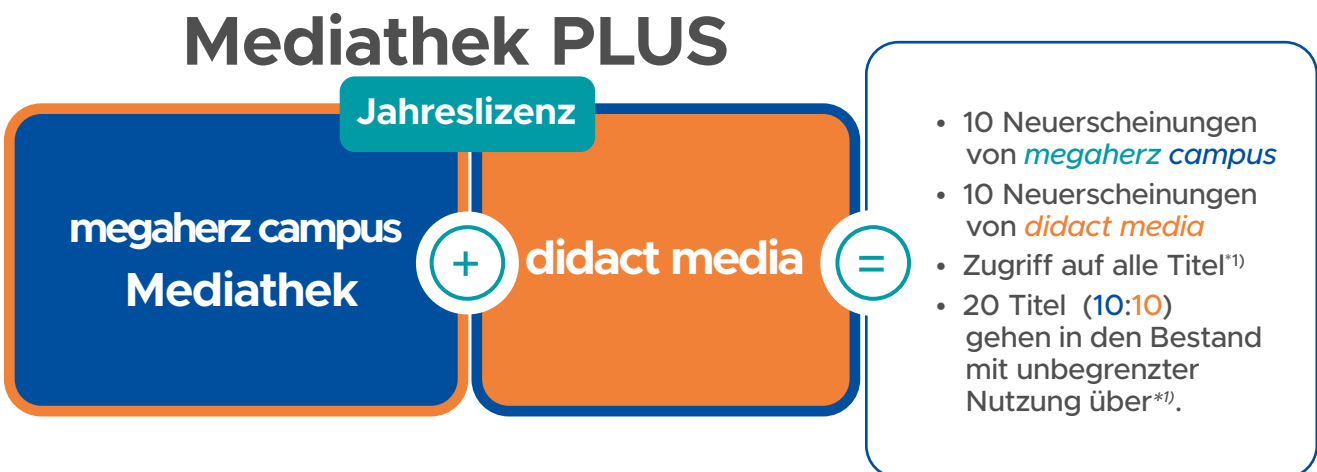 Mediathek PLUS
Jahreslizenz
megaherz campus
Mediathek
+
didact media
=
• 10 Neuerscheinungen
von megaherz campus
• 10 Neuerscheinungen
von didact media
• Zugriff auf alle Titel*1)
• 20 Titel (10:10)
gehen in den Bestand
mit unbegrenzter
Nutzung über*1).